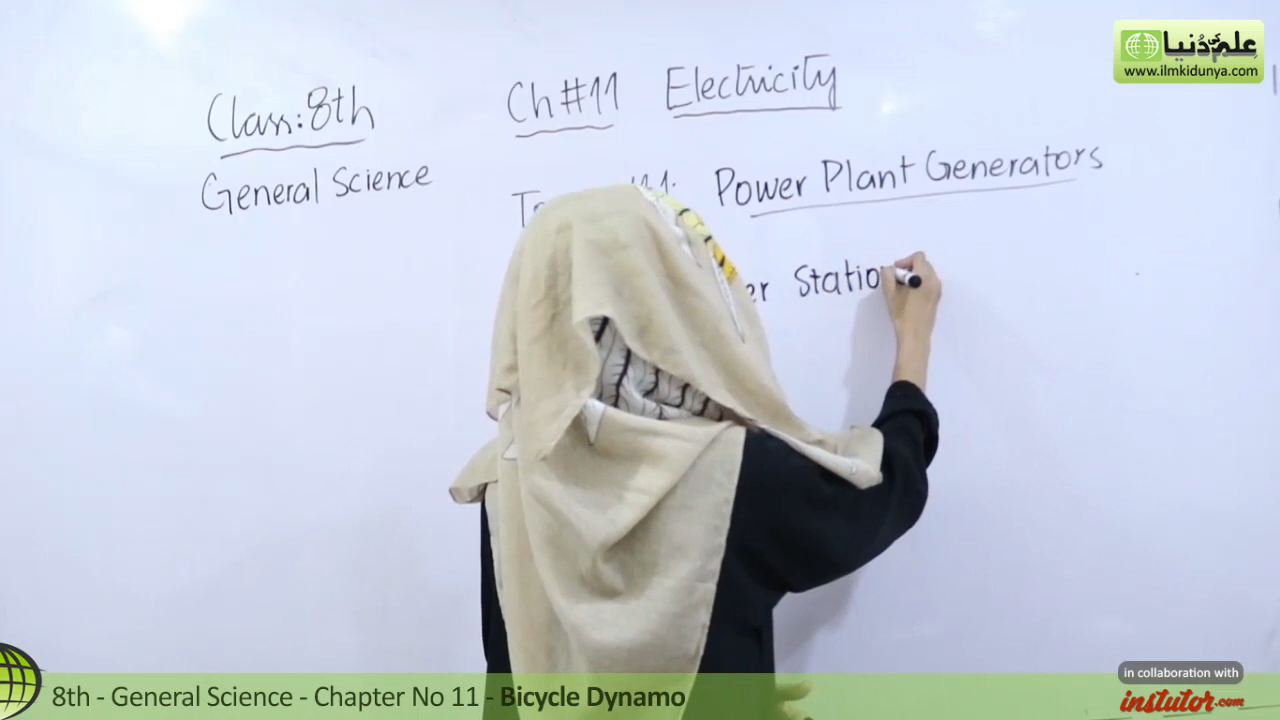 علم کی دُنیا
www.ilmkidunya.com
Class: 8th
Ch #11 Electricity
General Science
Power Plant Generators
Station
8th - General Science - Chapter No 11 - Bicycle Dynamo
in collaboration with
instutor.com